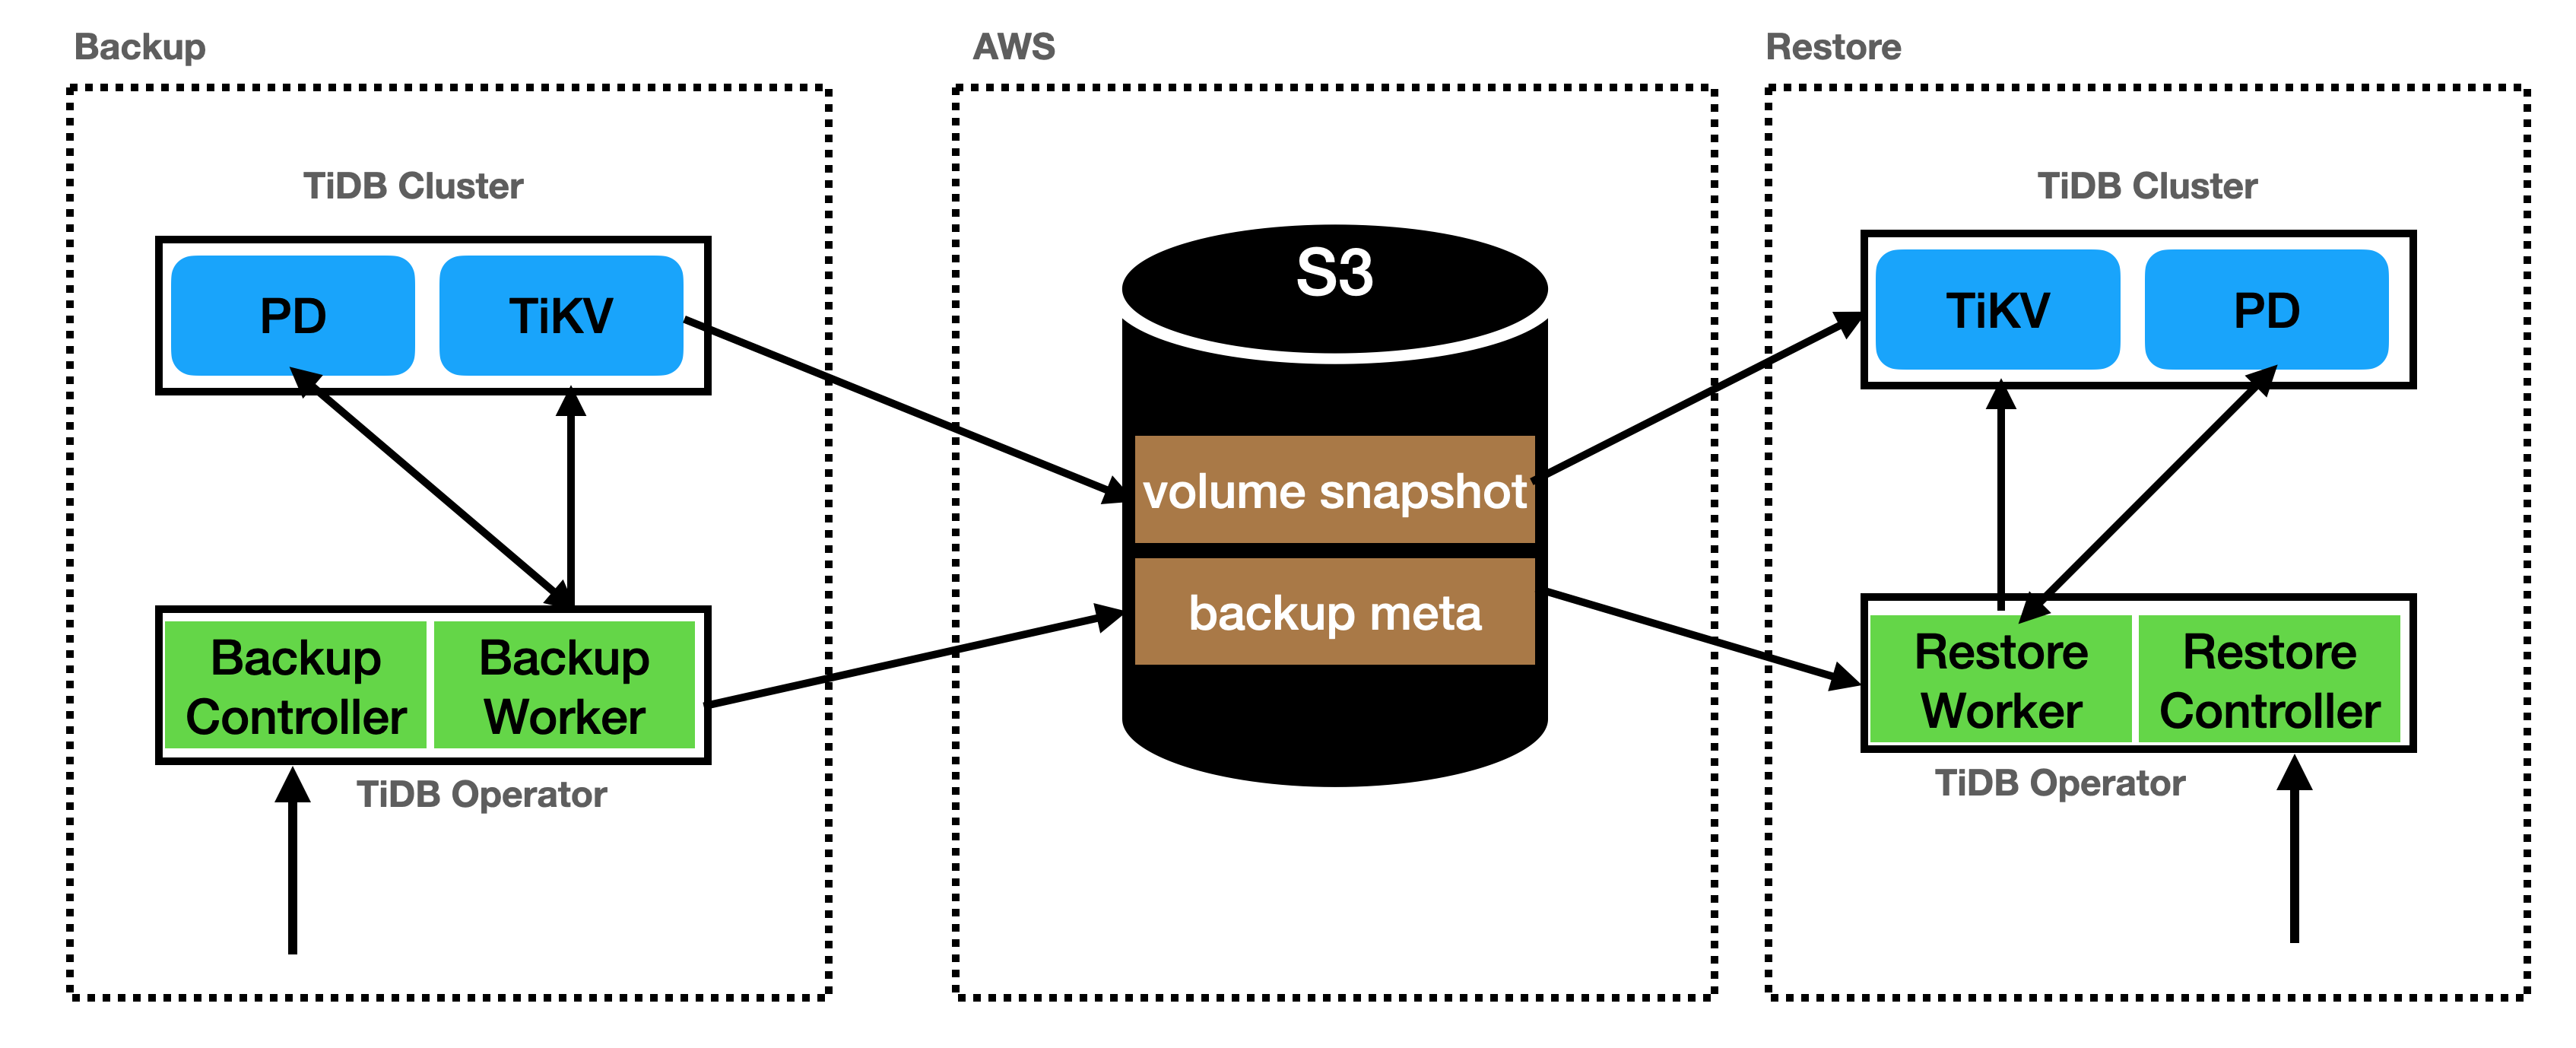 Backup
AWS
Restore
TiDB Cluster
PD
TiKV
Backup
Controller
Backup
Worker
TiDB Operator
S3
volume snapshot
backup meta
TiDB Cluster
TiKV
PD
Restore
Worker
Restore
Controller
TiDB Operator